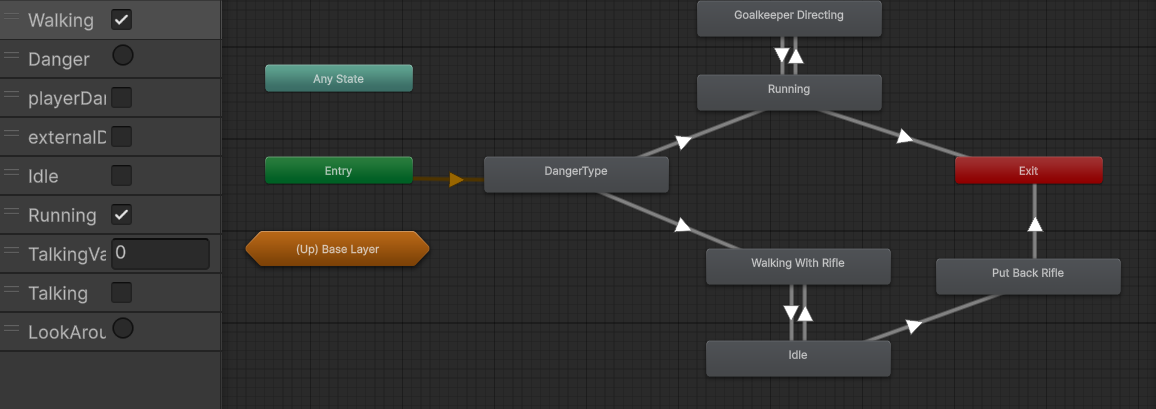 Walking
Danger
playerDa
externalD
Idle
Running
TalkingVa
0
Talking
LookArou
Any State
Entry
(Up) Base Layer
DangerType
Goalkeeper Directing
Running
Exit
Walking With Rifle
Put Back Rifle
Idle